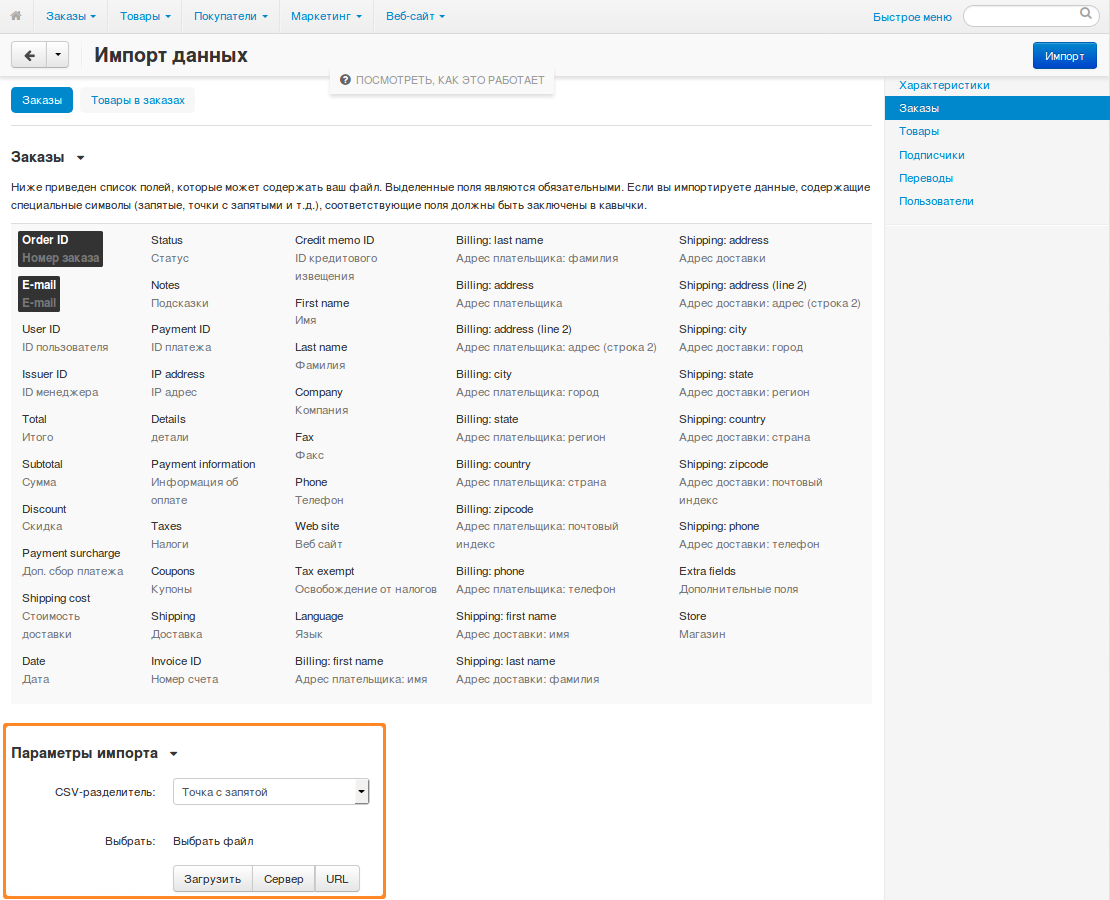 Заказы Товары Покупатели Маркетинг Веб-сайт Быстрое меню
Импорт данных Импорт
ПОСМОТРЕТЬ, КАК ЭТО РАБОТАЕТ
Заказы Товары в заказах
Характеристики
Заказы
Товары
Подписчики
Переводы
Пользователи
Заказы
Ниже приведен список полей, которые может содержать ваш файл. Выделенные поля являются обязательными. Если вы импортируете данные, содержащие
специальные символы (запятые, точки с запятыми и т.д.), соответствующие поля должны быть заключены в кавычки.
Order ID
Номер заказа
E-mail
E-mail
User ID
ID пользователя
Issuer ID
ID менеджера
Total
Итого
Subtotal
Сумма
Discount
Скидка
Payment surcharge
Доп. сбор платежа
Shipping cost
Стоимость
доставки
Date
Дата
Status
Статус
Notes
Подсказки
Payment ID
ID платежа
IP address
IP адрес
Details
детали
Payment information
Информация об
оплате
Taxes
Налоги
Coupons
Купоны
Shipping
Доставка
Invoice ID
Номер счета
Credit memo ID
ID кредитового
извещения
First name
Имя
Last name
Фамилия
Company
Компания
Fax
Факс
Phone
Телефон
Web site
Веб сайт
Tax exempt
Освобождение от налогов
Language
Язык
Billing: first name
Адрес плательщика: имя
Billing: last name
Адрес плательщика: фамилия
Billing: address
Адрес плательщика
Billing: address (line 2)
Адрес плательщика: адрес (строка 2)
Billing: city
Адрес плательщика: город
Billing: state
Адрес плательщика: регион
Billing: country
Адрес плательщика: страна
Billing: zipcode
Адрес плательщика: почтовый
индекс
Billing: phone
Адрес плательщика: телефон
Shipping: first name
Адрес доставки: имя
Shipping: last name
Адрес доставки: фамилия
Shipping: address
Адрес доставки
Shipping: address (line 2)
Адрес доставки: адрес (строка 2)
Shipping: city
Адрес доставки: город
Shipping: state
Адрес доставки: регион
Shipping: country
Адрес доставки: страна
Shipping: zipcode
Адрес доставки: почтовый
индекс
Shipping: phone
Адрес доставки: телефон
Extra fields
Дополнительные поля
Store
Магазин
Параметры импорта
CSV-разделитель: Точка с запятой
Выбрать: Выбрать файл
Загрузить Сервер URL